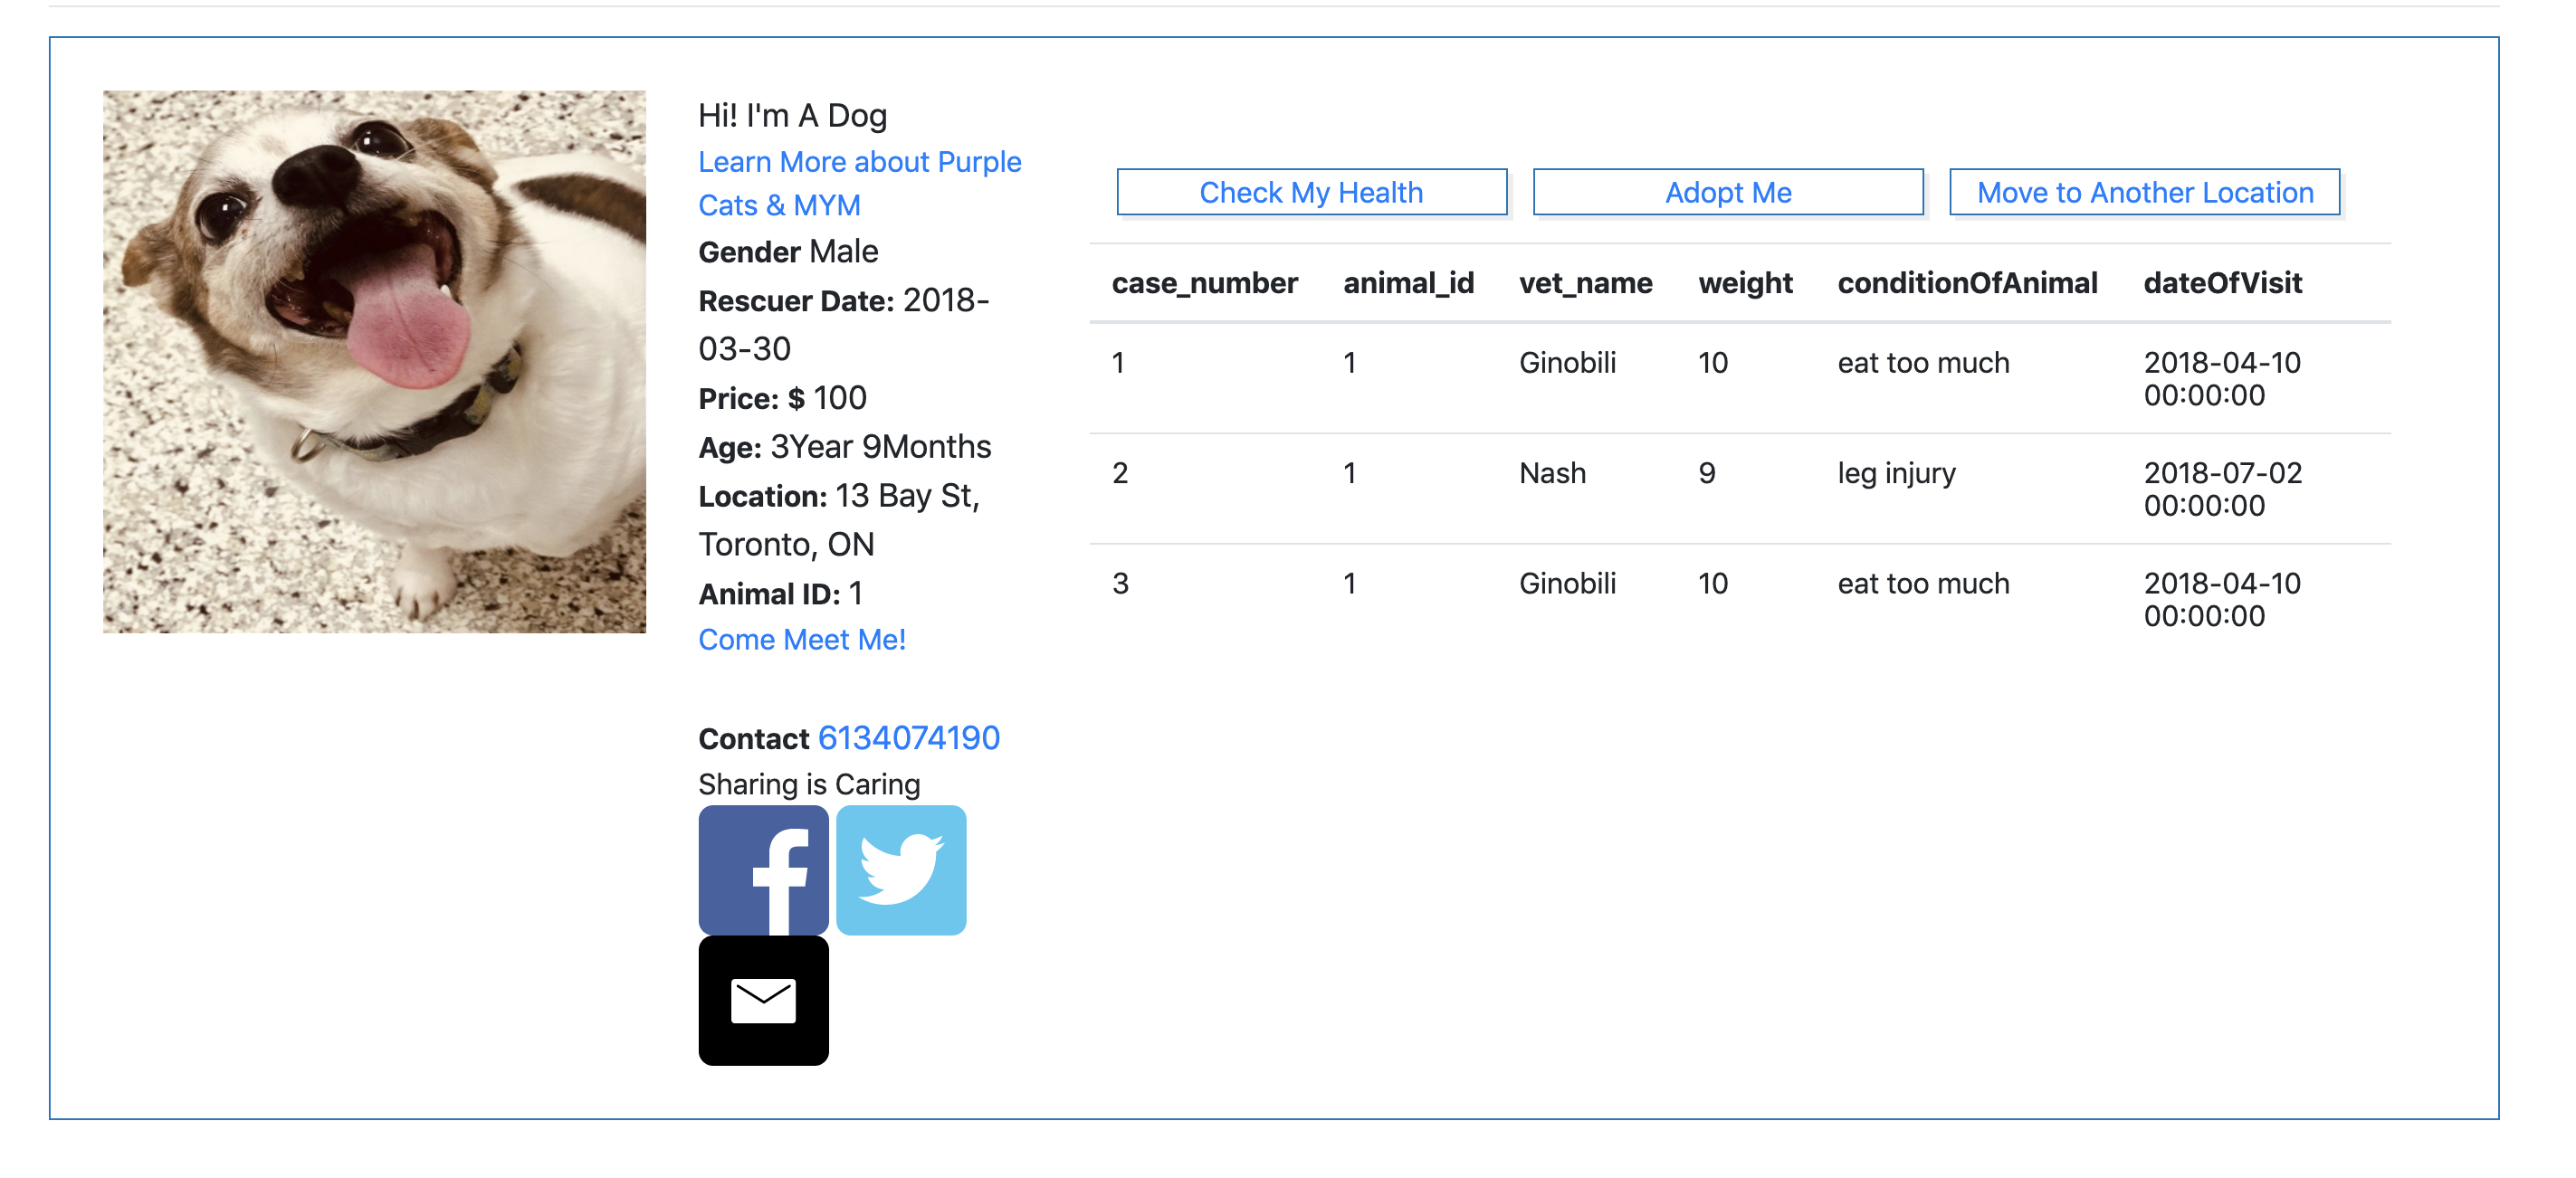 Hi! I'm A Dog
Learn More about Purple
Cats & MYM
Gender Male
Rescuer Date: 2018-
03-30
Price: $ 100
Age: 3Year 9Months
Location: 13 Bay St,
Toronto, ON
Animal ID: 1
Come Meet Me!
Contact 6134074190
Sharing is Caring
Check My Health Adopt Me Move to Another Location
case_number animal_id vet_name weight conditionOfAnimal dateOfVisit
1 1 Ginobili 10 eat too much 2018-04-10
00:00:00
2 1 Nash 9 leg injury 2018-07-02
00:00:00
3 1 Ginobili 10 eat too much 2018-04-10
00:00:00